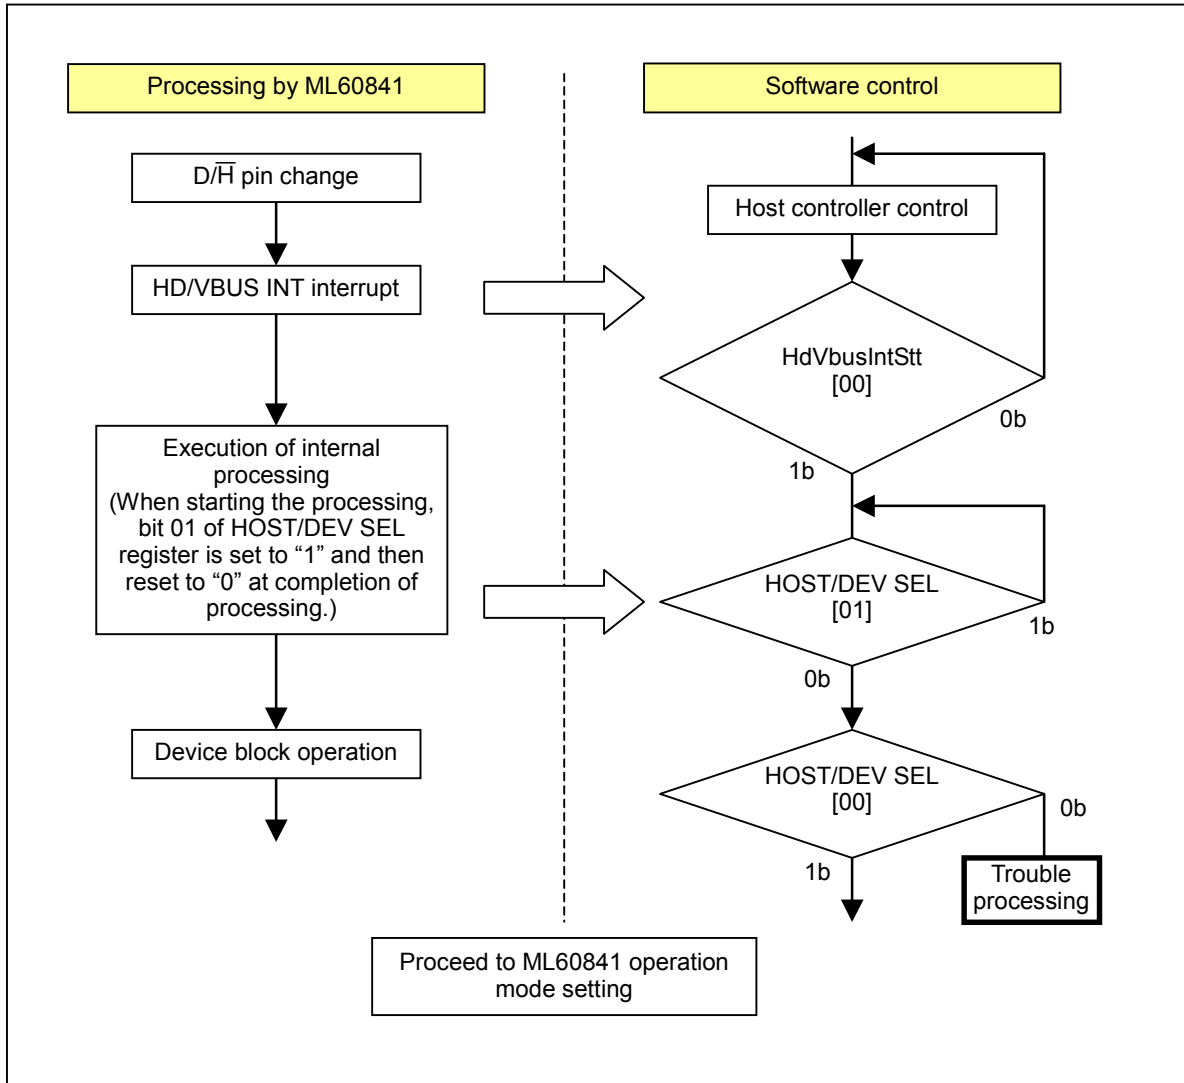 Processing by ML60841
D/H̅ pin change
HD/VBUS INT interrupt
Execution of internal
processing
(When starting the processing,
bit 01 of HOST/DEV SEL
register is set to “1” and then
reset to “0” at completion of
processing.)
Device block operation
Software control
Host controller control
HdVbusIntStt
[00]
0b
1b
HOST/DEV SEL
[01]
1b
0b
HOST/DEV SEL
[00]
0b
1b
Trouble
processing
Proceed to ML60841 operation
mode setting